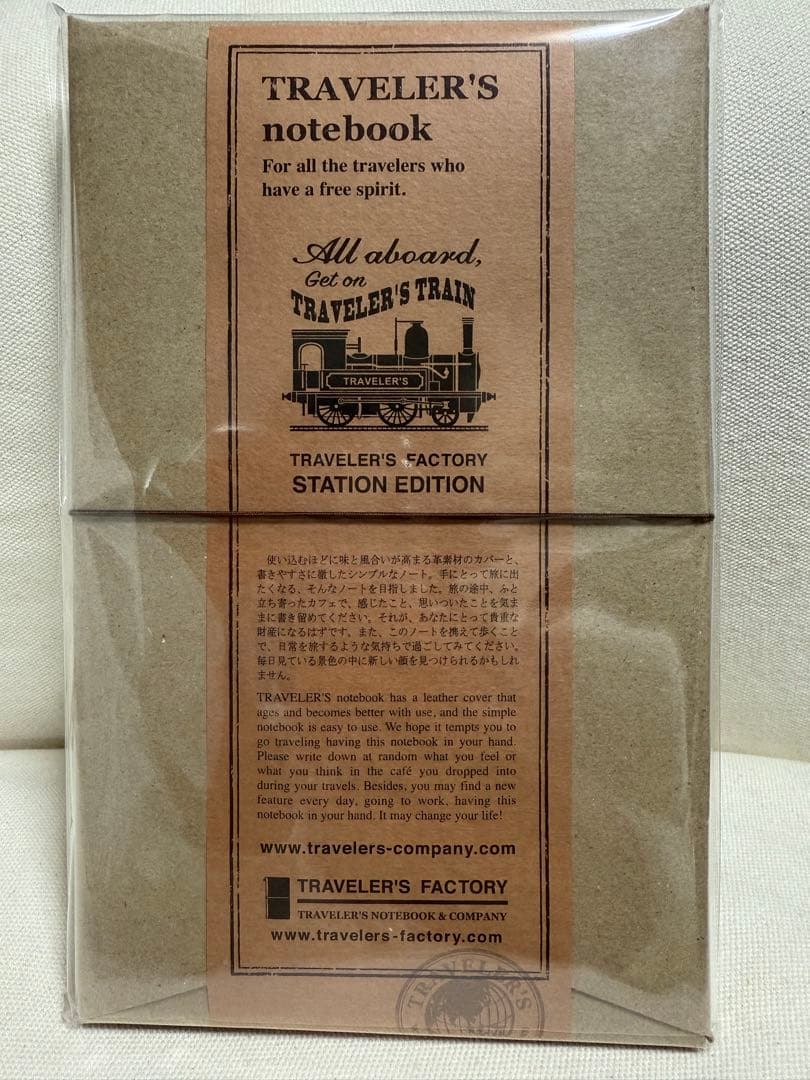 TRAVELER'S
notebook
For all the travelers who
have a free spirit.
All aboard,
Get on
TRAVELER'S TRAIN
TRAVELER'S
TRAVELER'S FACTORY
STATION EDITION
使い込むほどに味と風合いが高まる革素材のカバーと、
書きやすさに徹したシンプルなノート。手にとって旅に出
たくなる、そんなノートを目指しました。旅の途中、ふと
立ち寄ったカフェで、感じたこと、思いついたことを気ま
まに書き留めてください。それが、あなたにとって貴重な
財産になるはずです。また、このノートを携えて歩くこと
で、日常を旅するような気持ちで過ごしてみてください。
毎日見ている景色の中に新しい顔を見つけられるかもしれ
ません。
TRAVELER'S notebook has a leather cover that
ages and becomes better with use, and the simple
notebook is easy to use. We hope it tempts you to
go traveling having this notebook in your hand.
Please write down at random what you feel or
what you think in the café you dropped into
during your travels. Besides, you may find a new
feature every day, going to work, having this
notebook in your hand. It may change your life!
www.travelers-company.com
TRAVELER'S FACTORY
TRAVELER'S NOTEBOOK & COMPANY
www.travelers-factory.com
TRAVELER'S